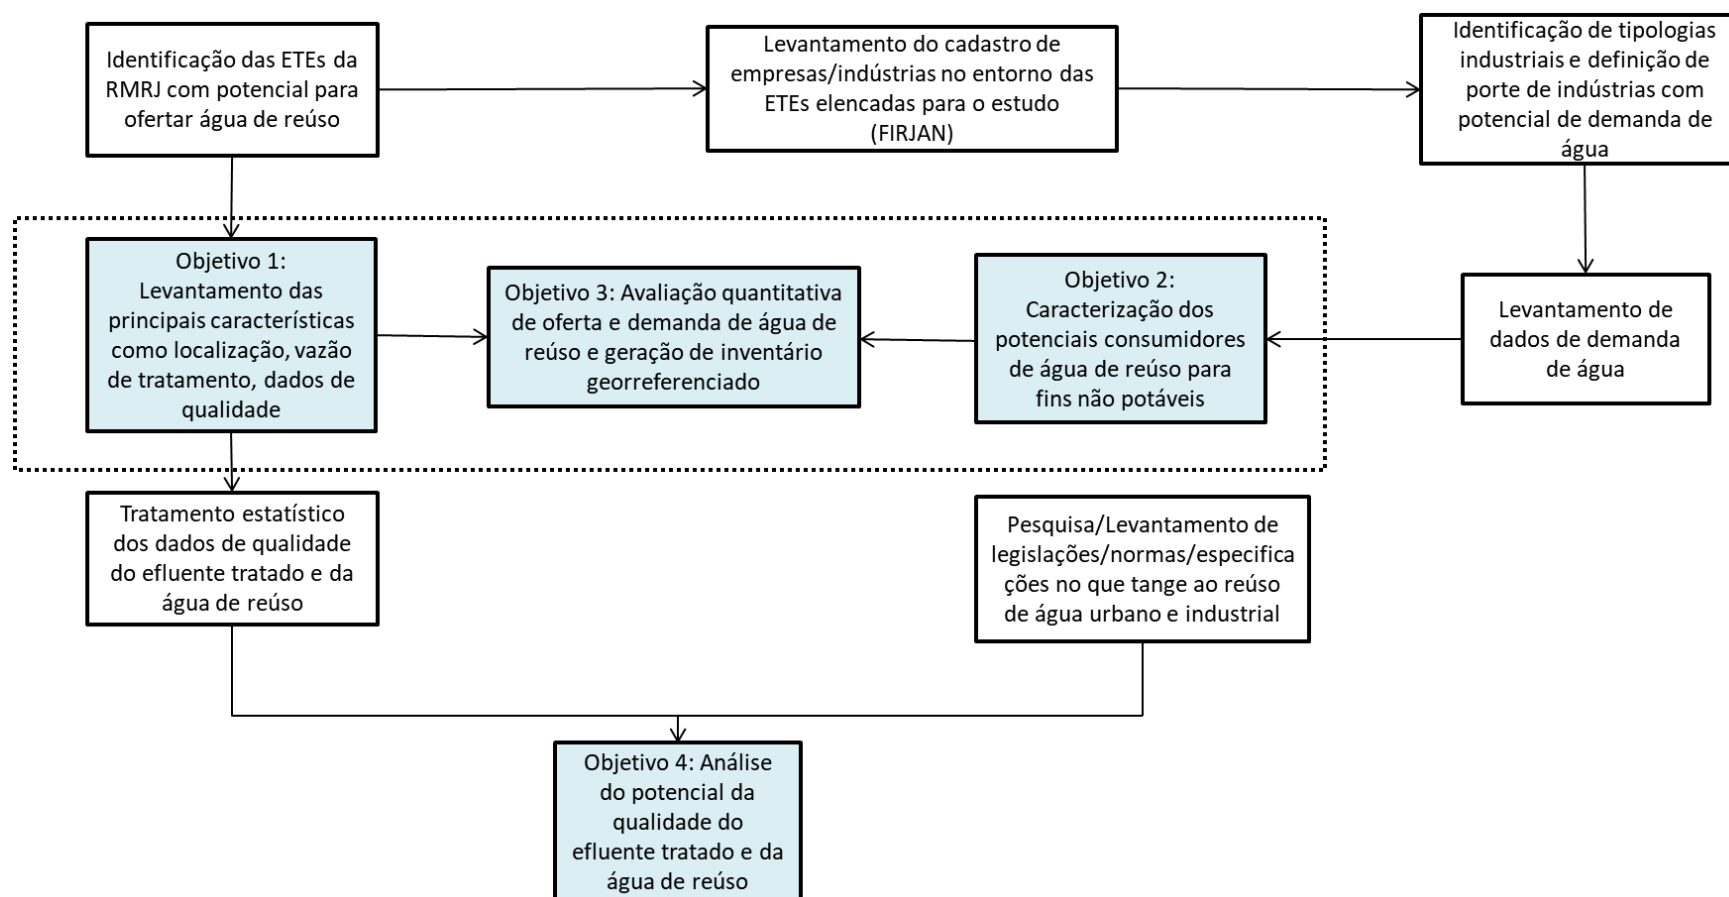 Identificação das ETEs da
RMRJ com potencial para
ofertar água de reúso
Levantamento do cadastro de
empresas/indústrias no entorno das
ETEs elencadas para o estudo
(FIRJAN)
Identificação de tipologias
industriais e definição de
porte de indústrias com
potencial de demanda de
água
Objetivo 1:
Levantamento das
principais características
como localização, vazão
de tratamento, dados de
qualidade
Objetivo 3: Avaliação quantitativa
de oferta e demanda de água de
reúso e geração de inventário
georreferenciado
Objetivo 2:
Caracterização dos
potenciais consumidores
de água de reúso para
fins não potáveis
Levantamento de
dados de demanda
de água
Tratamento estatístico
dos dados de qualidade
do efluente tratado e da
água de reúso
Pesquisa/Levantamento de
legislações/normas/especifica
ções no que tange ao reúso
de água urbano e industrial
Objetivo 4: Análise
do potencial da
qualidade do
efluente tratado e da
água de reúso